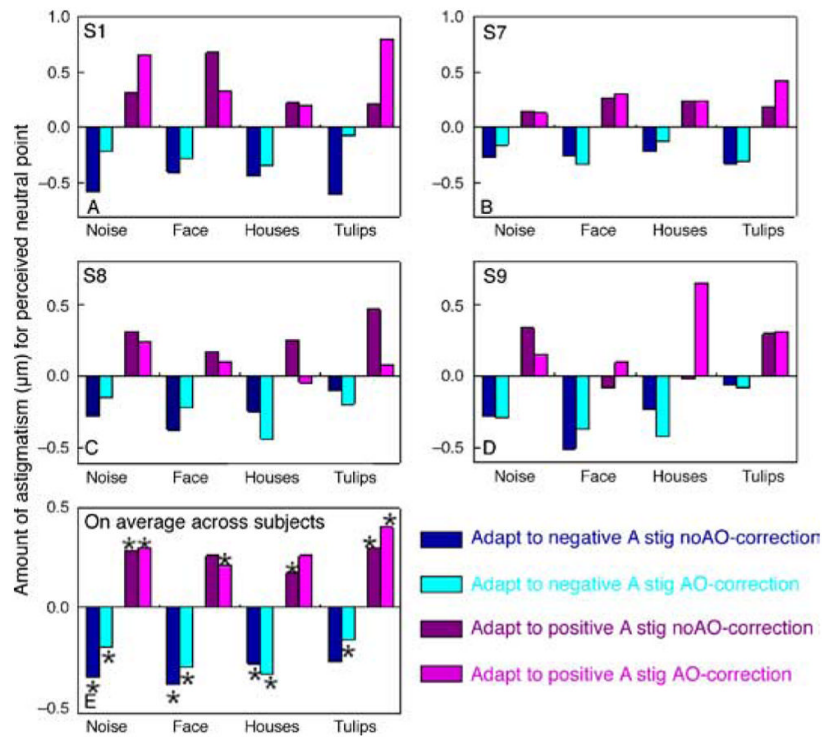 Amount of astigmatism (µm) for perceived neutral point
1.0
0.5
0.0
−0.5
S1
A
Noise Face Houses Tulips
1.0
0.5
0.0
−0.5
S7
B
Noise Face Houses Tulips
0.5
0.0
−0.5
S8
C
Noise Face Houses Tulips
0.5
0.0
−0.5
S9
D
Noise Face Houses Tulips
0.5
0.0
−0.5
On average across subjects
* * * * * *
* * * * * * *
E
Noise Face Houses Tulips
Adapt to negative A stig noAO-correction
Adapt to negative A stig AO-correction
Adapt to positive A stig noAO-correction
Adapt to positive A stig AO-correction